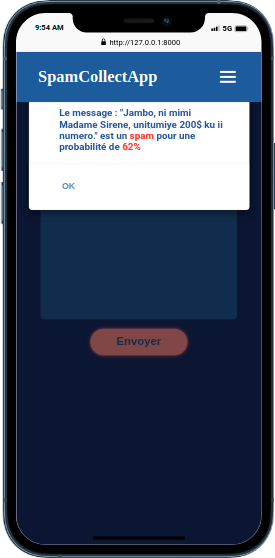 9:54 AM
5G
http://127.0.0.1:8000
SpamCollectApp
Le message : "Jambo, ni mimi
Madame Sirene, unitumiye 200$ ku ii
numero." est un spam pour une
probabilité de 62%
OK
Envoyer